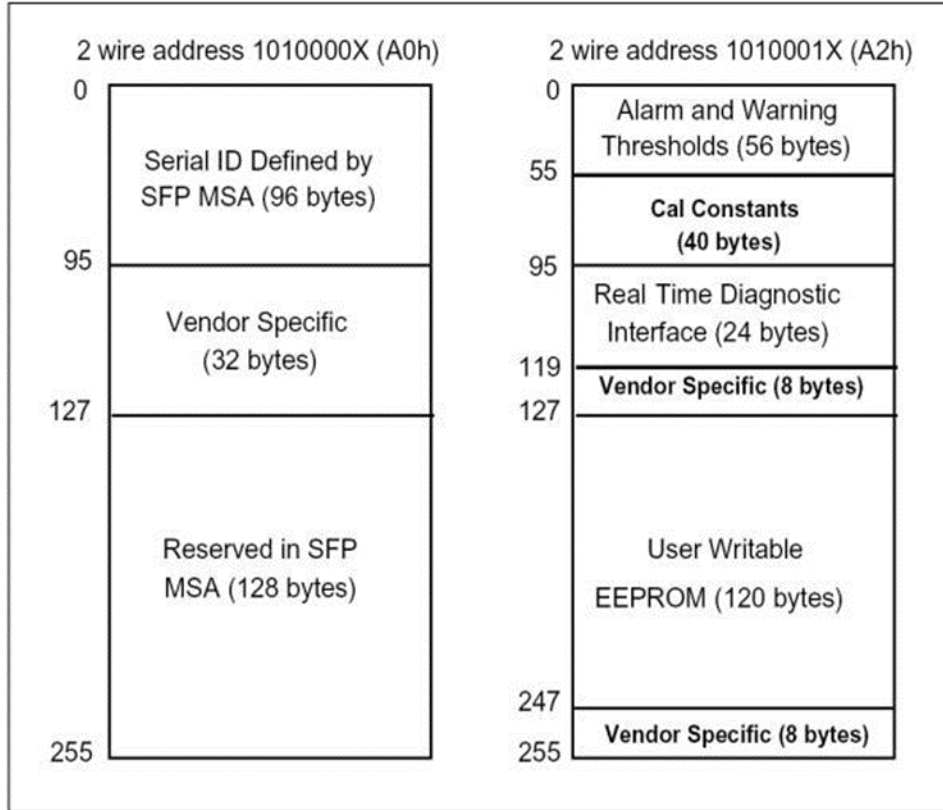 2 wire address 1010000X (A0h)
0
Serial ID Defined by
SFP MSA (96 bytes)
95
Vendor Specific
(32 bytes)
127
Reserved in SFP
MSA (128 bytes)
255
2 wire address 1010001X (A2h)
0
Alarm and Warning
Thresholds (56 bytes)
55
Cal Constants
(40 bytes)
95
Real Time Diagnostic
Interface (24 bytes)
119
Vendor Specific (8 bytes)
127
User Writable
EEPROM (120 bytes)
247
Vendor Specific (8 bytes)
255